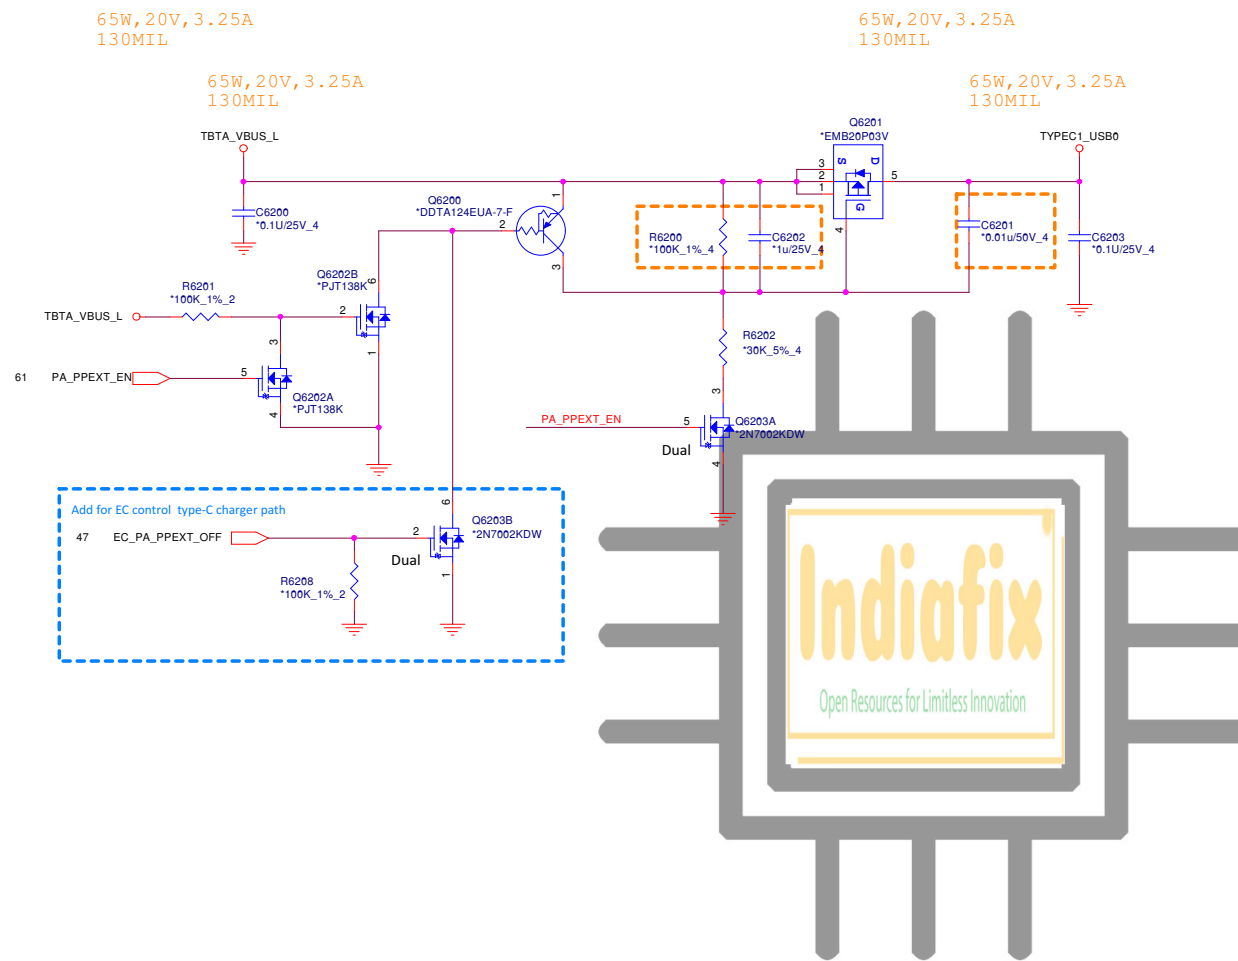 65W,20V,3.25A
130MIL
65W,20V,3.25A
130MIL
65W,20V,3.25A
130MIL
65W,20V,3.25A
130MIL
TBTA_VBUS_L
Q6201
*EMB20P03V
TYPEC1_USB0
3
2
1
S
D
G
5
4
C6200
*0.1U/25V_4
Q6200
*DDTA124EUA-7-F
1
2
3
R6200
*100K_1%_4
C6202
*1u/25V_4
C6201
*0.01u/50V_4
C6203
*0.1U/25V_4
Q6202B
*PJT138K
6
2
1
R6201
*100K_1%_2
TBTA_VBUS_L
3
61
PA_PPEXT_EN
5
4
Q6202A
*PJT138K
R6202
*30K_5%_4
3
PA_PPEXT_EN
5
Q6203A
*2N7002KDW
Dual
4
Add for EC control type-C charger path
47
EC_PA_PPEXT_OFF
6
2
Q6203B
*2N7002KDW
Dual
1
R6208
*100K_1%_2
Indiafix
Open Resources for Limitless Innovation